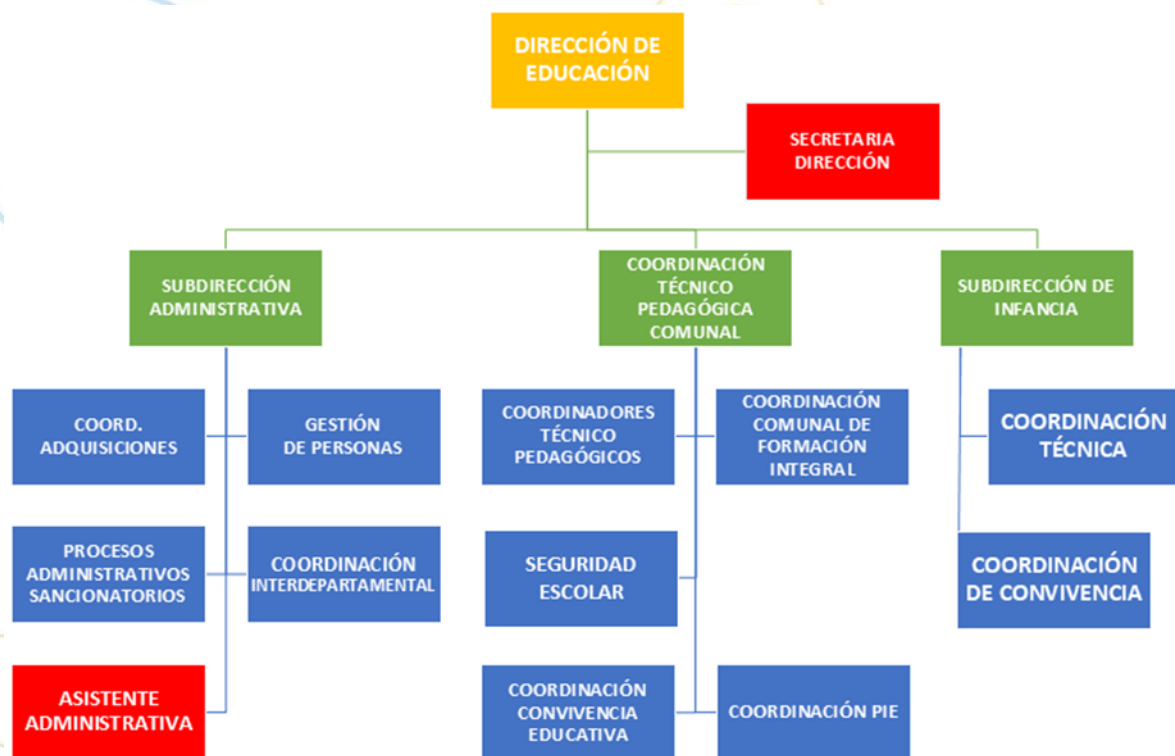 DIRECCIÓN DE
EDUCACIÓN
SECRETARIA
DIRECCIÓN
SUBDIRECCIÓN
ADMINISTRATIVA
COORDINACIÓN
TÉCNICO
PEDAGÓGICA
COMUNAL
SUBDIRECCIÓN DE
INFANCIA
COORD.
ADQUISICIONES
GESTIÓN
DE PERSONAS
COORDINADORES
TÉCNICO
PEDAGÓGICOS
COORDINACIÓN
COMUNAL DE
FORMACIÓN
INTEGRAL
COORDINACIÓN
TÉCNICA
PROCESOS
ADMINISTRATIVOS
SANCIONATORIOS
COORDINACIÓN
INTERDEPARTAMENTAL
SEGURIDAD
ESCOLAR
COORDINACIÓN
DE CONVIVENCIA
ASISTENTE
ADMINISTRATIVA
COORDINACIÓN
CONVIVENCIA
EDUCATIVA
COORDINACIÓN PIE